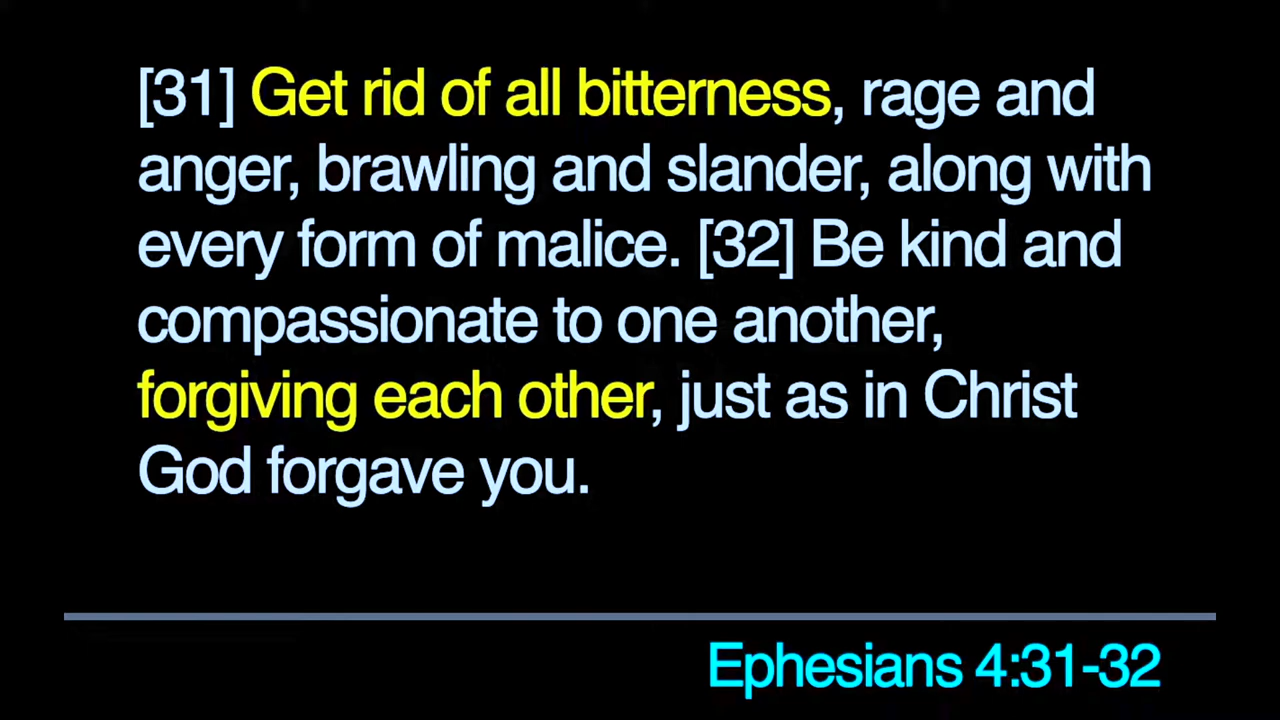 [31] Get rid of all bitterness, rage and
anger, brawling and slander, along with
every form of malice. [32] Be kind and
compassionate to one another,
forgiving each other, just as in Christ
God forgave you.
Ephesians 4:31-32